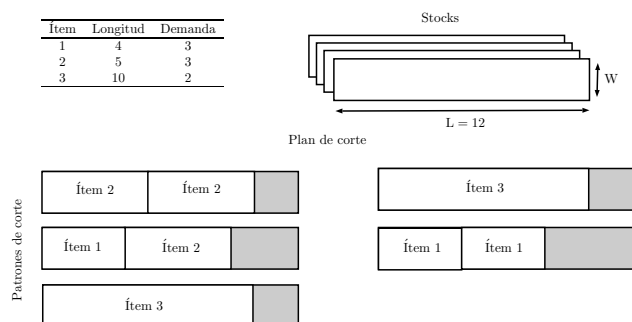 Ítem Longitud Demanda
1 4 3
2 5 3
3 10 2
Stocks
W
L = 12
Plan de corte
Patrones de corte
Ítem 2 Ítem 2
Ítem 3
Ítem 1 Ítem 2
Ítem 1 Ítem 1
Ítem 3